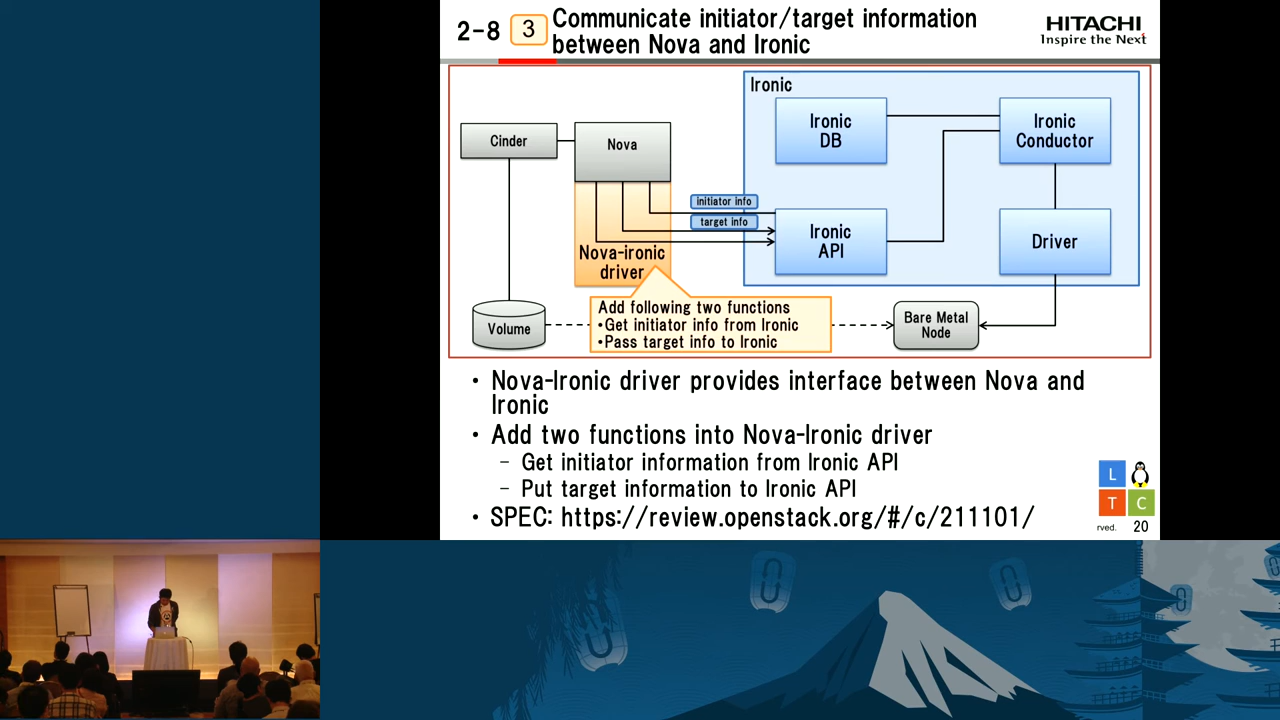 2-8
3
Communicate initiator/target information
between Nova and Ironic
HITACHI
Inspire the Next
Ironic
Ironic
DB
Ironic
Conductor
Cinder
Nova
initiator info
target info
Ironic
API
Driver
Nova-ironic
driver
Add following two functions
•Get initiator info from Ironic
•Pass target info to Ironic
Volume
Bare Metal
Node
• Nova-Ironic driver provides interface between Nova and
Ironic
• Add two functions into Nova-Ironic driver
– Get initiator information from Ironic API
– Put target information to Ironic API
• SPEC: https://review.openstack.org/#/c/211101/
L
T C
rved. 20